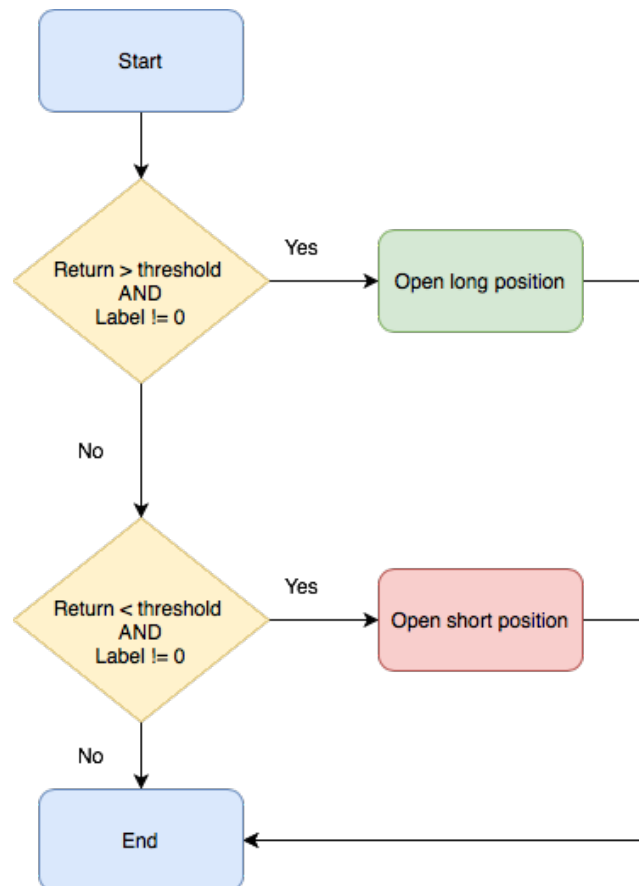 Start
Return > threshold
AND
Label != 0
Yes
Open long position
No
Return < threshold
AND
Label != 0
Yes
Open short position
No
End